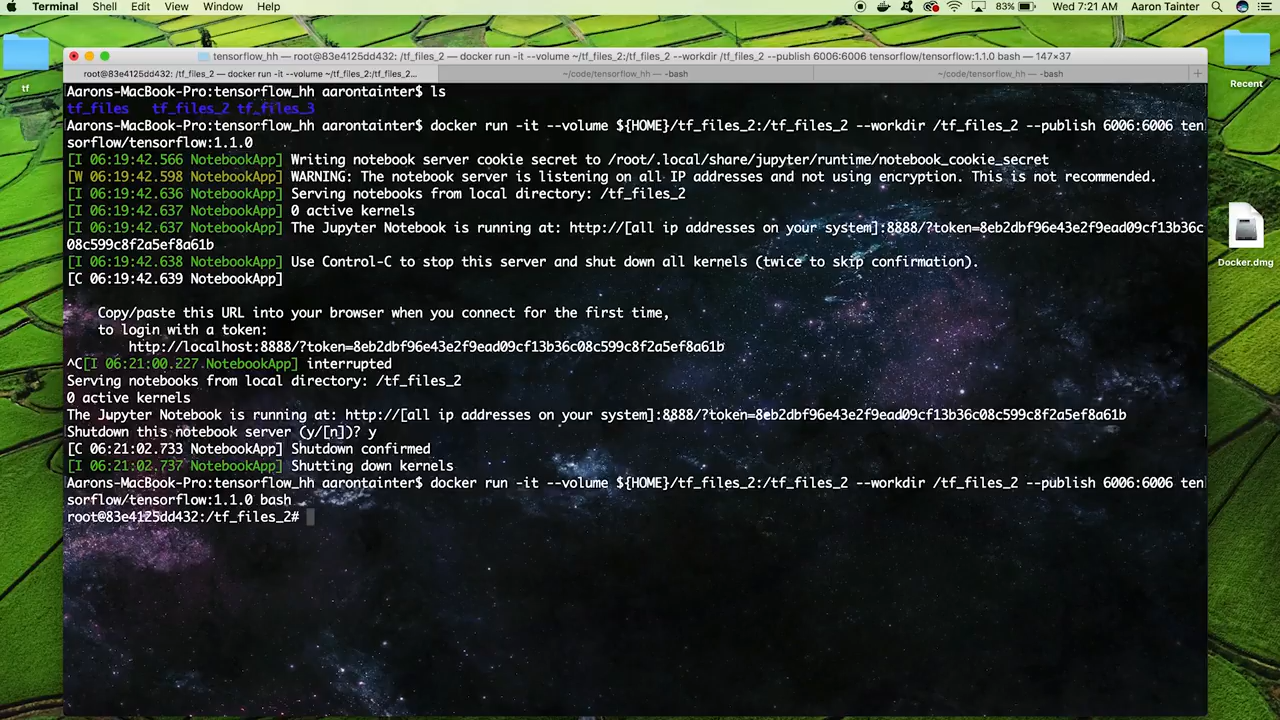 Terminal Shell Edit View Window Help 83% Wed 7:21 AM Aaron Tainter
tensorflow_hh — root@83e4125dd432: /tf_files_2 — docker run -it --volume ~/tf_files_2:/tf_files_2 --workdir /tf_files_2 --publish 6006:6006 tensorflow/tensorflow:1.1.0 bash — 147×37
root@83e4125dd432: /tf_files_2 — docker run -it --volume ~/tf_files_2:/tf_files_2... ~/code/tensorflow_hh — -bash ~/code/tensorflow_hh — -bash +
tf
Recent
Docker.dmg
Aarons-MacBook-Pro:tensorflow_hh aarontainter$ ls
tf_files tf_files_2 tf_files_3
Aarons-MacBook-Pro:tensorflow_hh aarontainter$ docker run -it --volume ${HOME}/tf_files_2:/tf_files_2 --workdir /tf_files_2 --publish 6006:6006 ten
sorflow/tensorflow:1.1.0
[I 06:19:42.566 NotebookApp] Writing notebook server cookie secret to /root/.local/share/jupyter/runtime/notebook_cookie_secret
[W 06:19:42.598 NotebookApp] WARNING: The notebook server is listening on all IP addresses and not using encryption. This is not recommended.
[I 06:19:42.636 NotebookApp] Serving notebooks from local directory: /tf_files_2
[I 06:19:42.637 NotebookApp] 0 active kernels
[I 06:19:42.637 NotebookApp] The Jupyter Notebook is running at: http://[all ip addresses on your system]:8888/?token=8eb2dbf96e43e2f9ead09cf13b36c
08c599c8f2a5ef8a61b
[I 06:19:42.638 NotebookApp] Use Control-C to stop this server and shut down all kernels (twice to skip confirmation).
[C 06:19:42.639 NotebookApp]
Copy/paste this URL into your browser when you connect for the first time,
to login with a token:
http://localhost:8888/?token=8eb2dbf96e43e2f9ead09cf13b36c08c599c8f2a5ef8a61b
^C[I 06:21:00.227 NotebookApp] interrupted
Serving notebooks from local directory: /tf_files_2
0 active kernels
The Jupyter Notebook is running at: http://[all ip addresses on your system]:8888/?token=8eb2dbf96e43e2f9ead09cf13b36c08c599c8f2a5ef8a61b
Shutdown this notebook server (y/[n])? y
[C 06:21:02.733 NotebookApp] Shutdown confirmed
[I 06:21:02.737 NotebookApp] Shutting down kernels
Aarons-MacBook-Pro:tensorflow_hh aarontainter$ docker run -it --volume ${HOME}/tf_files_2:/tf_files_2 --workdir /tf_files_2 --publish 6006:6006 ten
sorflow/tensorflow:1.1.0 bash
root@83e4125dd432:/tf_files_2#